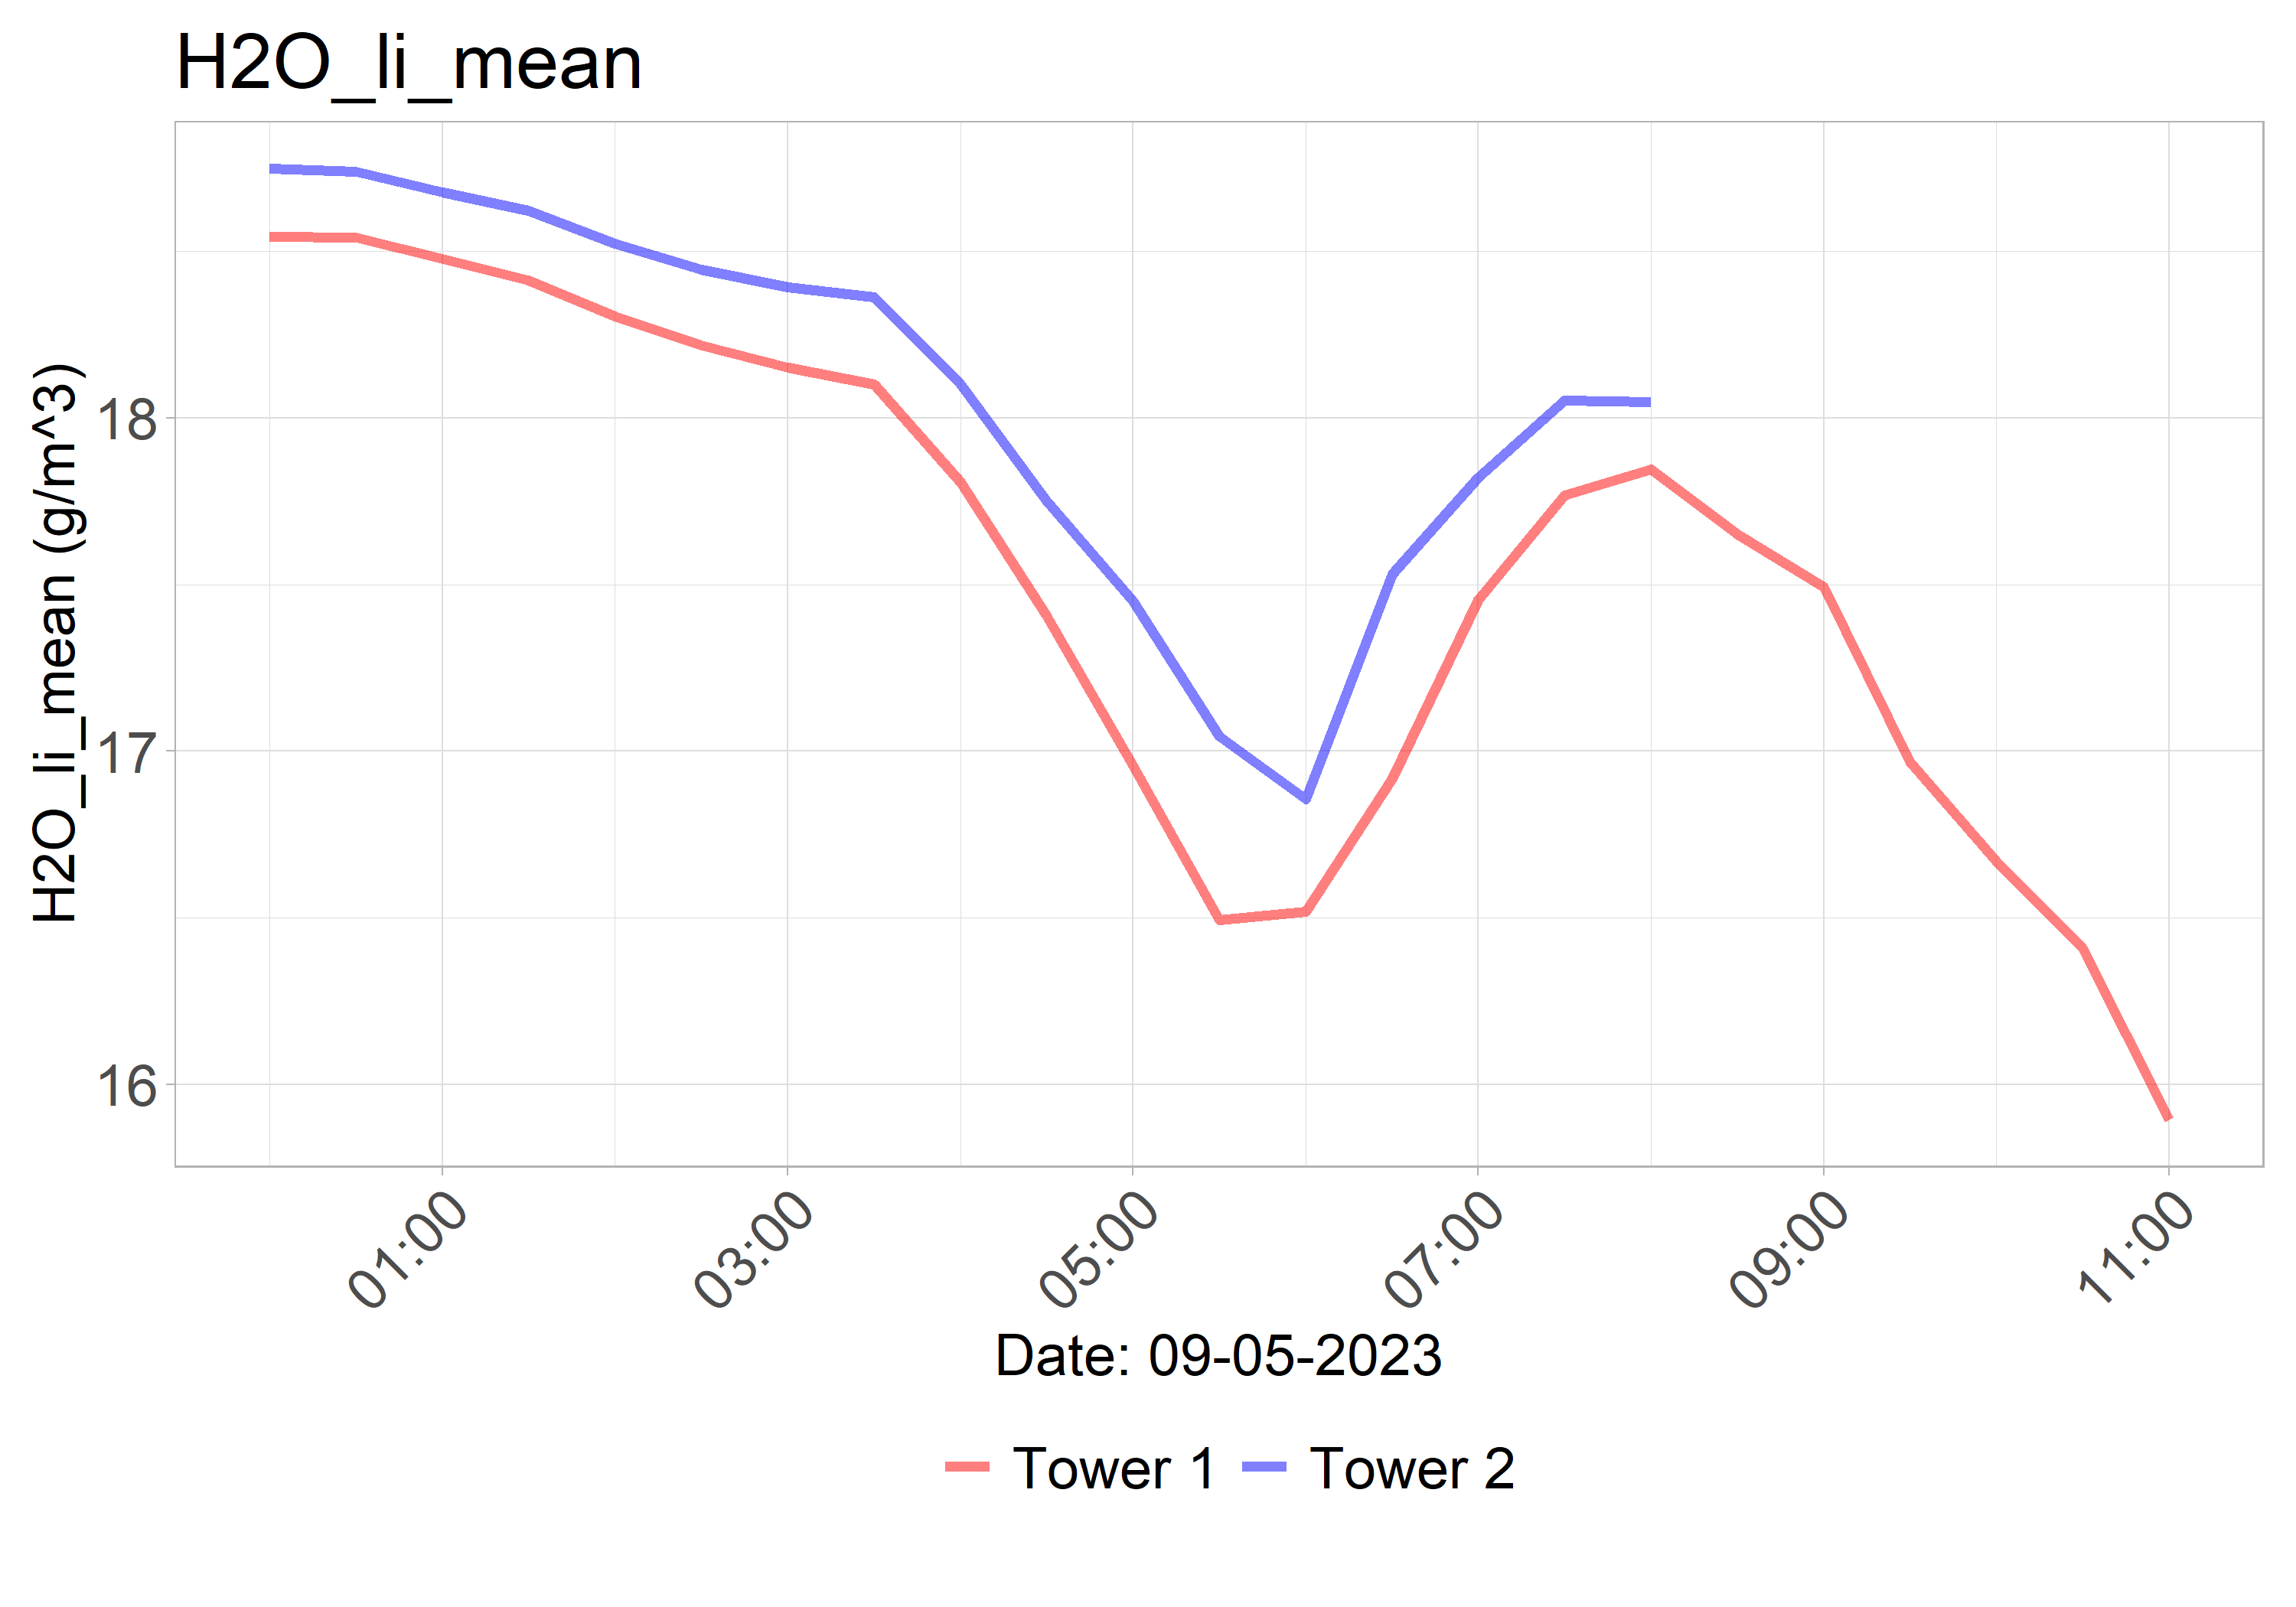 H2O_li_mean
H2O_li_mean (g/m^3)
18
17
16
01:00
03:00
05:00
07:00
09:00
11:00
Date: 09-05-2023
Tower 1
Tower 2